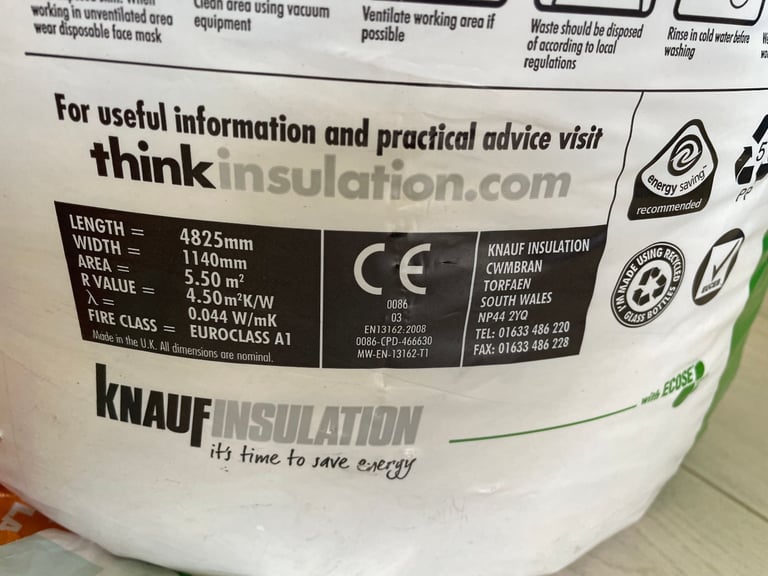 working in unventilated area
wear disposable face mask
Clean area using vacuum
equipment
Ventilate working area if
possible
Waste should be disposed
of according to local
regulations
Rinse in cold water before
washing
For useful information and practical advice visit
thinkinsulation.com
energy saving™
recommended
5
PP
LENGTH = 4825mm
WIDTH = 1140mm
AREA = 5.50 m²
R VALUE = 4.50m²K/W
λ = 0.044 W/mK
FIRE CLASS = EUROCLASS A1
Made in the U.K. All dimensions are nominal.
CE
0086
03
EN13162:2008
0086-CPD-466630
MW-EN-13162-T1
KNAUF INSULATION
CWMBRAN
TORFAEN
SOUTH WALES
NP44 2YQ
TEL: 01633 486 220
FAX: 01633 486 228
I'M MADE USING RECYCLED
GLASS BOTTLES
EUCEB
with ECOSE
KNAUFINSULATION
it's time to save energy